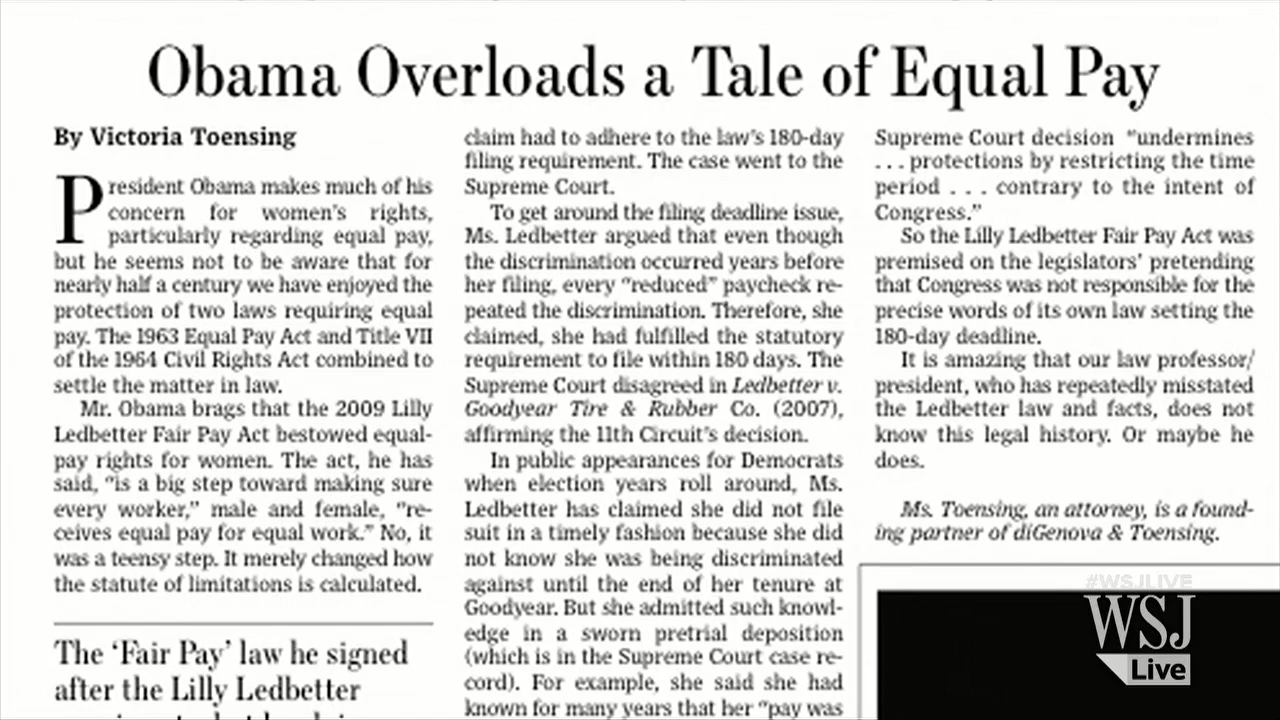 Obama Overloads a Tale of Equal Pay
By Victoria Toensing
President Obama makes much of his
concern for women's rights,
particularly regarding equal pay,
but he seems not to be aware that for
nearly half a century we have enjoyed the
protection of two laws requiring equal
pay. The 1963 Equal Pay Act and Title VII
of the 1964 Civil Rights Act combined to
settle the matter in law.
Mr. Obama brags that the 2009 Lilly
Ledbetter Fair Pay Act bestowed equal-
pay rights for women. The act, he has
said, "is a big step toward making sure
every worker," male and female, "re-
ceives equal pay for equal work." No, it
was a teensy step. It merely changed how
the statute of limitations is calculated.
The 'Fair Pay' law he signed
after the Lilly Ledbetter
claim had to adhere to the law's 180-day
filing requirement. The case went to the
Supreme Court.
To get around the filing deadline issue,
Ms. Ledbetter argued that even though
the discrimination occurred years before
her filing, every "reduced" paycheck re-
peated the discrimination. Therefore, she
claimed, she had fulfilled the statutory
requirement to file within 180 days. The
Supreme Court disagreed in Ledbetter v.
Goodyear Tire & Rubber Co. (2007),
affirming the 11th Circuit's decision.
In public appearances for Democrats
when election years roll around, Ms.
Ledbetter has claimed she did not file
suit in a timely fashion because she did
not know she was being discriminated
against until the end of her tenure at
Goodyear. But she admitted such knowl-
edge in a sworn pretrial deposition
(which is in the Supreme Court case re-
cord). For example, she said she had
known for many years that her "pay was
Supreme Court decision "undermines
. . . protections by restricting the time
period . . . contrary to the intent of
Congress."
So the Lilly Ledbetter Fair Pay Act was
premised on the legislators' pretending
that Congress was not responsible for the
precise words of its own law setting the
180-day deadline.
It is amazing that our law professor/
president, who has repeatedly misstated
the Ledbetter law and facts, does not
know this legal history. Or maybe he
does.
Ms. Toensing, an attorney, is a found-
ing partner of diGenova & Toensing.
#WSJLIVE
WSJ
Live